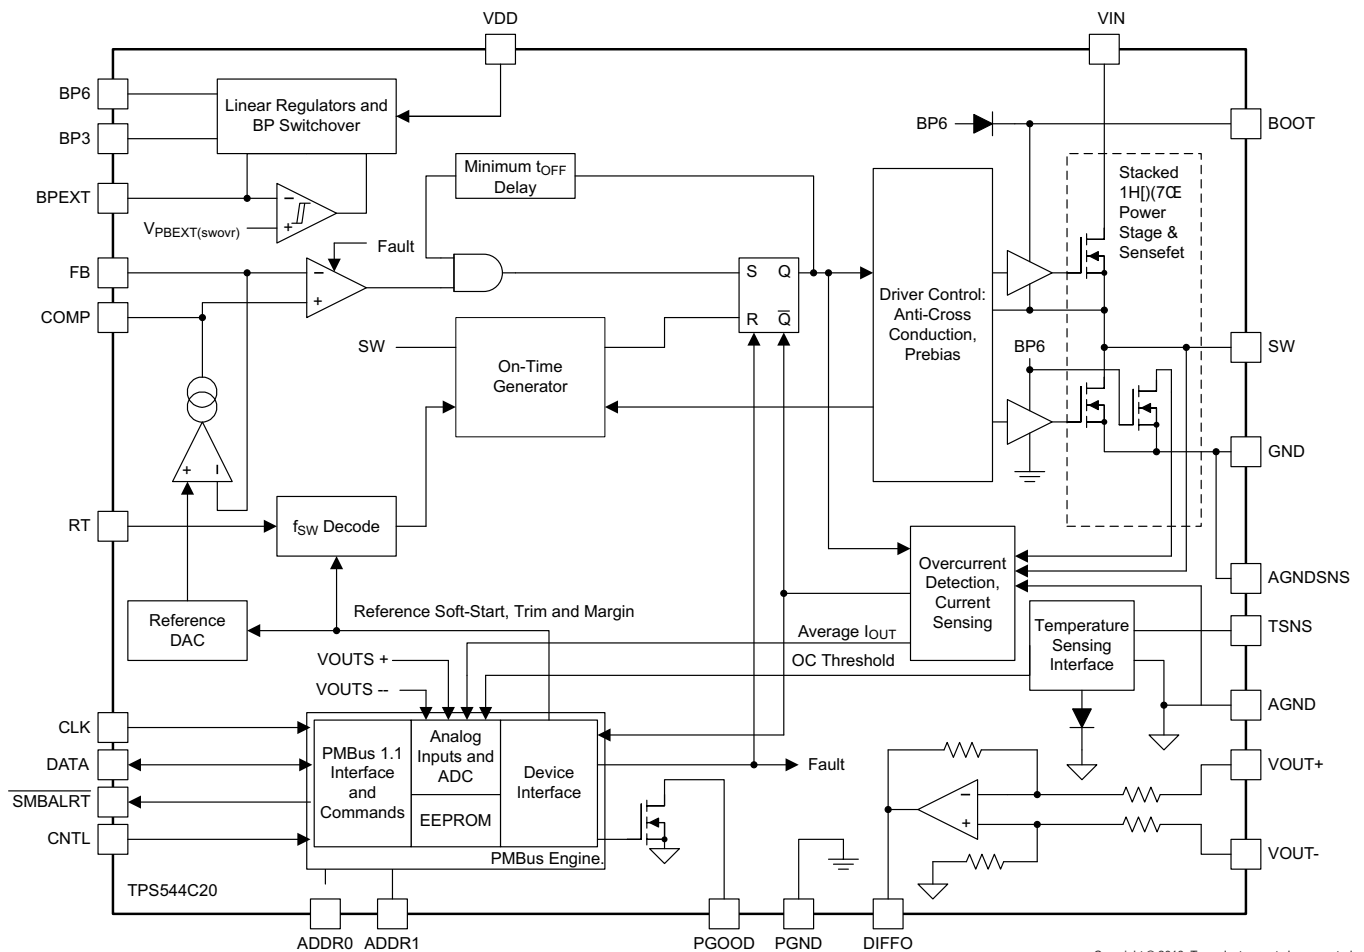 VDD
VIN
BP6
BP3
BPEXT
FB
COMP
RT
CLK
DATA
SMBALRT
CNTL
Linear Regulators and
BP Switchover
VPBEXT(swovr)
−
+
Fault
−
+
Minimum tOFF
Delay
S Q
R Q
SW
On-Time
Generator
+ −
fSW Decode
Reference
DAC
Reference Soft-Start, Trim and Margin
Driver Control:
Anti-Cross
Conduction,
Prebias
BP6
BP6
Stacked
1H[)(7Œ
Power
Stage &
Sensefet
BOOT
SW
GND
AGNDSNS
TSNS
AGND
VOUT+
VOUT-
Overcurrent
Detection,
Current
Sensing
Average IOUT
OC Threshold
Temperature
Sensing
Interface
VOUTS +
VOUTS --
PMBus 1.1
Interface
and
Commands
Analog
Inputs and
ADC
EEPROM
Device
Interface
PMBus Engine.
Fault
−
+
TPS544C20
ADDR0
ADDR1
PGOOD
PGND
DIFFO